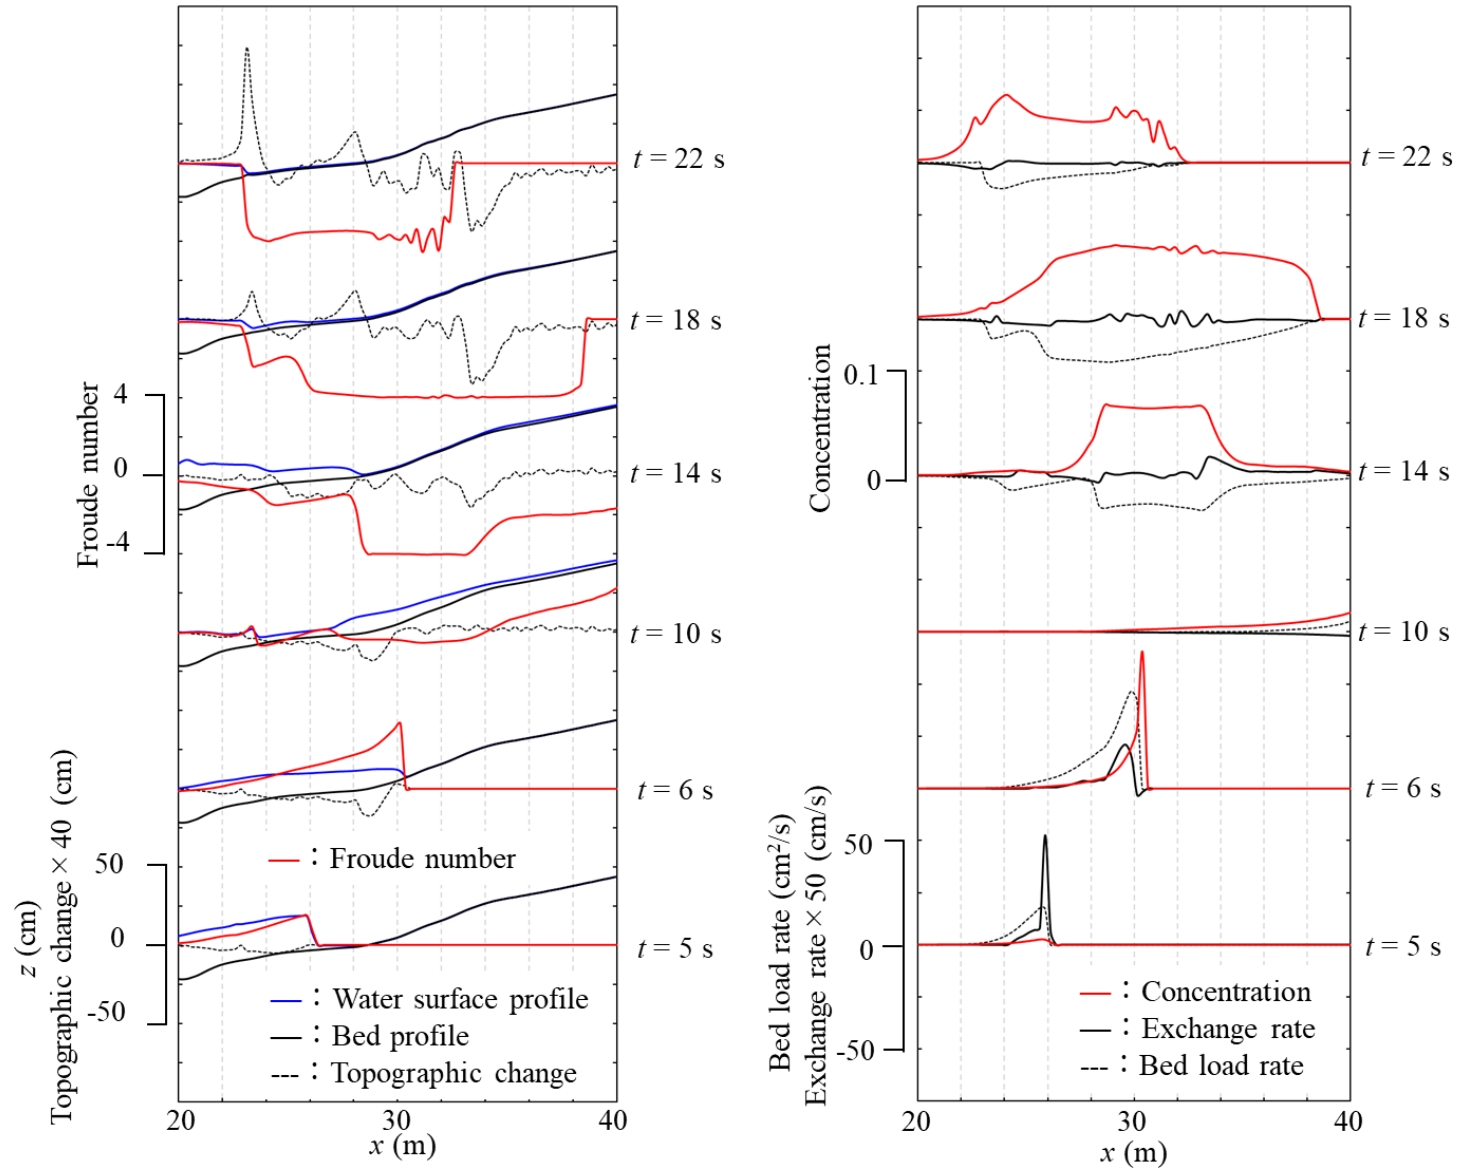 t = 22 s
t = 18 s
4
0
-4
Froude number
t = 14 s
t = 10 s
t = 6 s
50
0
-50
z (cm)
Topographic change × 40 (cm)
: Froude number
t = 5 s
: Water surface profile
: Bed profile
: Topographic change
20
30
40
x (m)
t = 22 s
t = 18 s
0.1
0
Concentration
t = 14 s
t = 10 s
t = 6 s
50
0
-50
Bed load rate (cm²/s)
Exchange rate × 50 (cm/s)
t = 5 s
: Concentration
: Exchange rate
: Bed load rate
20
30
40
x (m)